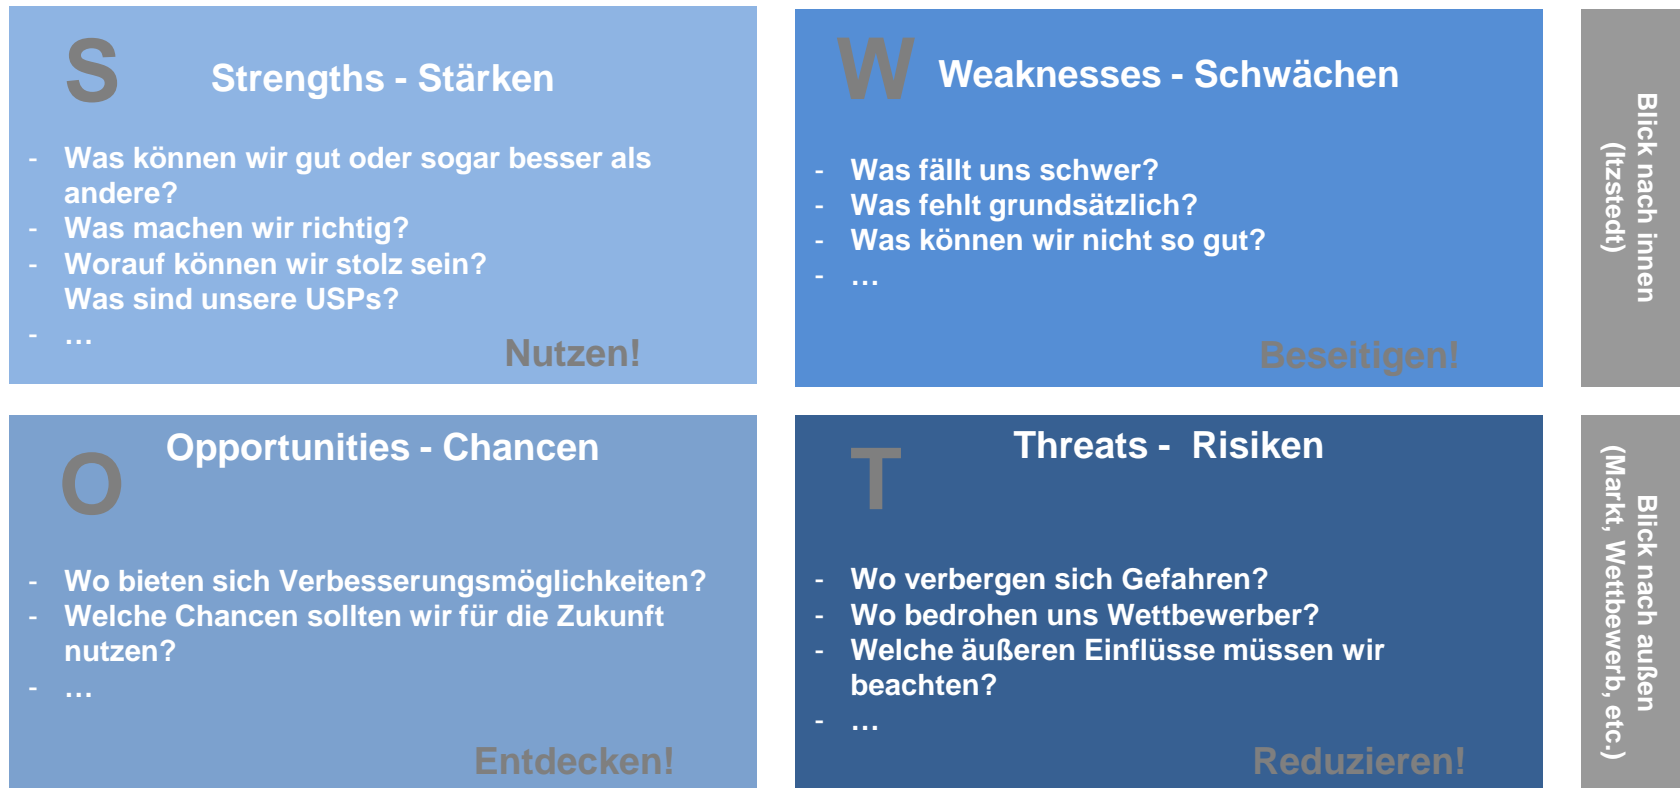 S
Strengths - Stärken
- Was können wir gut oder sogar besser als
andere?
- Was machen wir richtig?
- Worauf können wir stolz sein?
Was sind unsere USPs?
- …
Nutzen!
W
Weaknesses - Schwächen
- Was fällt uns schwer?
- Was fehlt grundsätzlich?
- Was können wir nicht so gut?
- …
Beseitigen!
Blick nach innen
(Itzstedt)
O
Opportunities - Chancen
- Wo bieten sich Verbesserungsmöglichkeiten?
- Welche Chancen sollten wir für die Zukunft
nutzen?
- …
Entdecken!
T
Threats - Risiken
- Wo verbergen sich Gefahren?
- Wo bedrohen uns Wettbewerber?
- Welche äußeren Einflüsse müssen wir
beachten?
- …
Reduzieren!
Blick nach außen
(Markt, Wettbewerb, etc.)